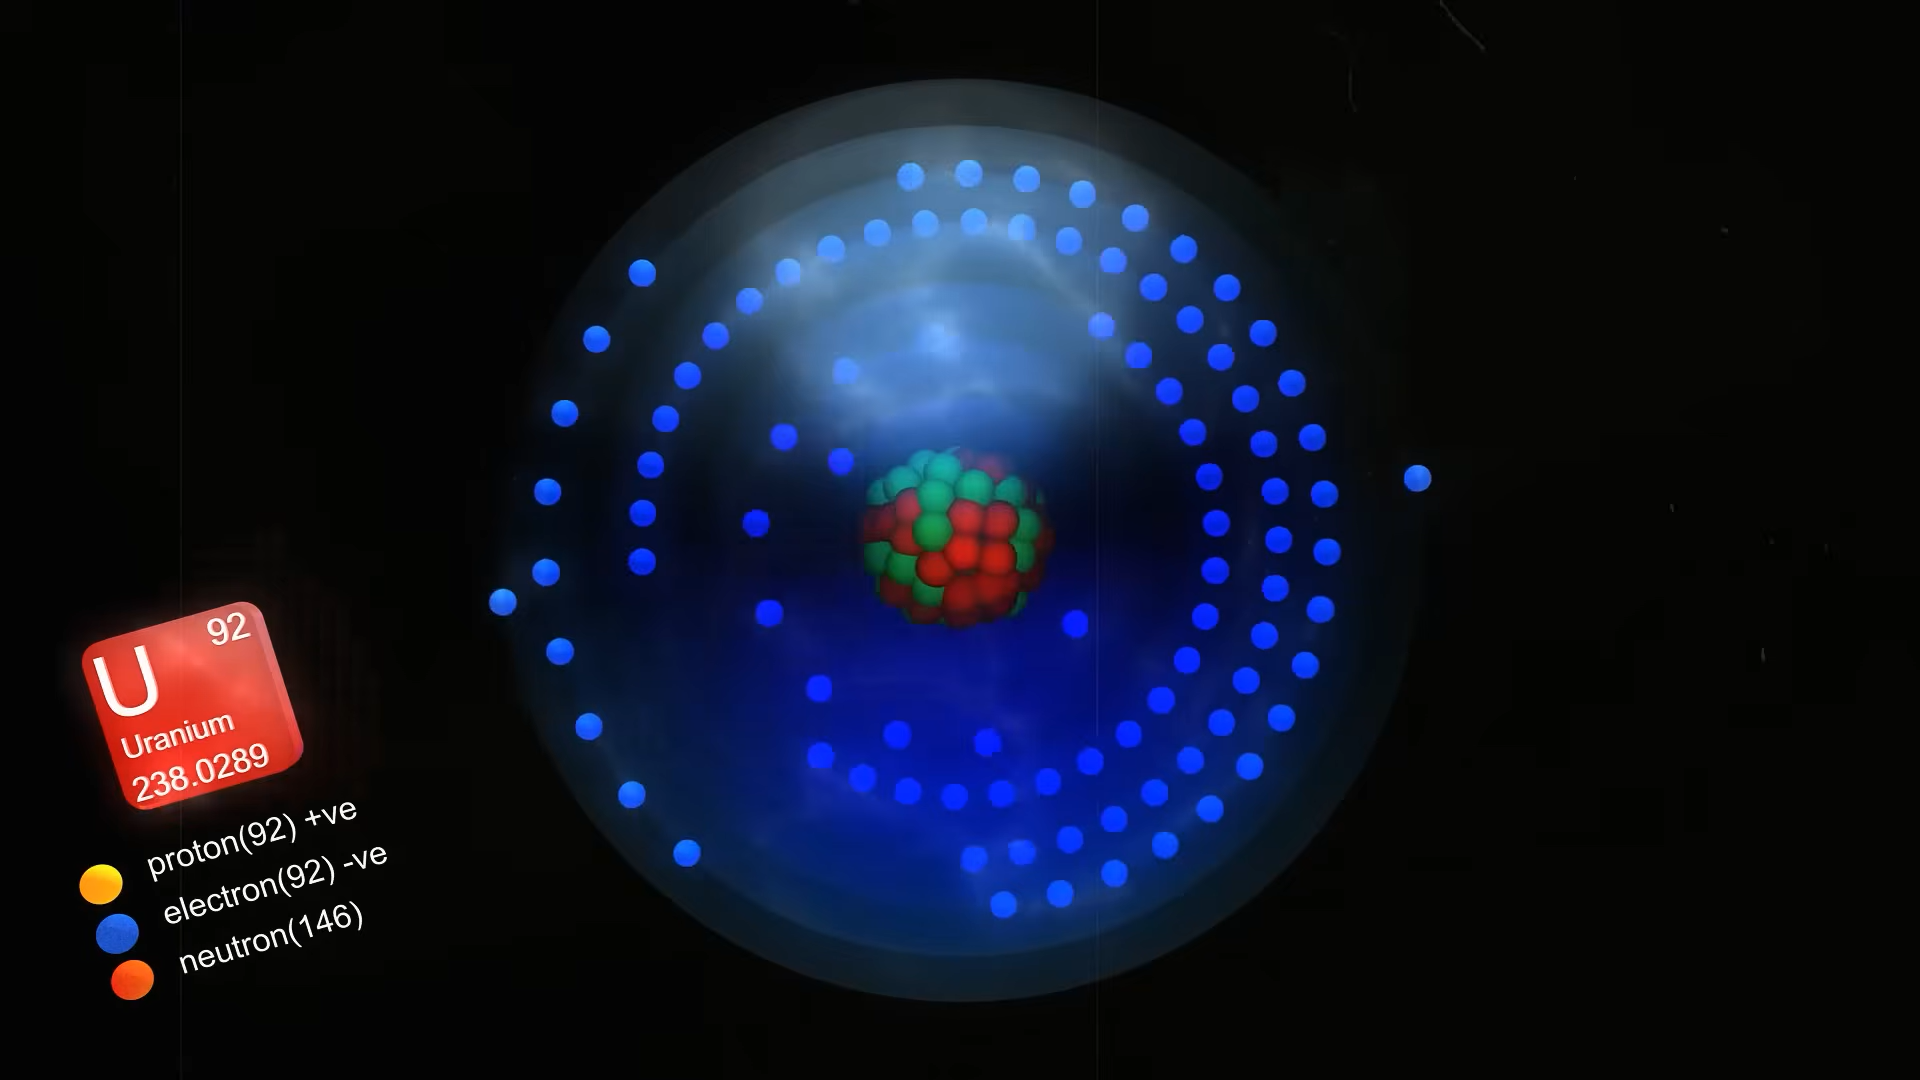 92
U
Uranium
238.0289
proton(92) +ve
electron(92) -ve
neutron(146)